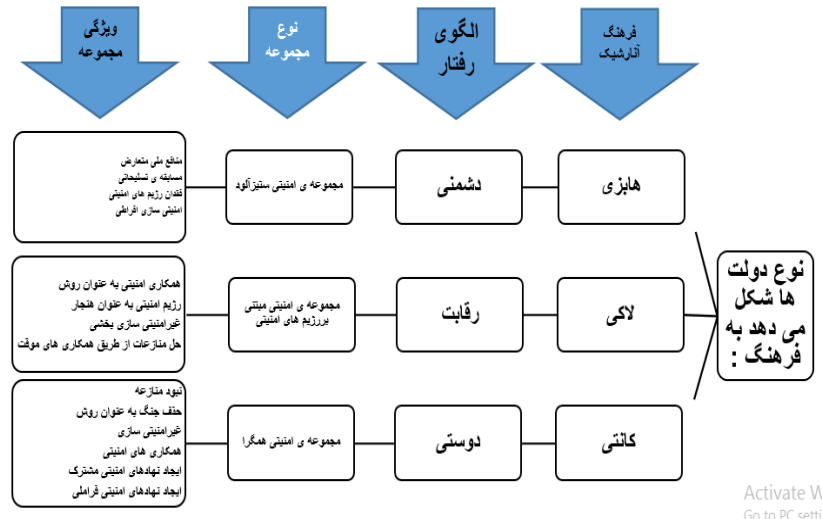 فرهنگ
آنارشیک
الگوی
رفتار
نوع
مجموعه
ویژگی
مجموعه
نوع دولت
ها شکل
می دهد به
فرهنگ :
هابزی
دشمنی
مجموعه ی امنیتی ستیزآلود
منافع ملی متعارض
مسابقه ی تسلیحاتی
فقدان رژیم های امنیتی
امنیتی سازی افراطی
لاکی
رقابت
مجموعه ی امنیتی مبتنی
بررژیم های امنیتی
همکاری امنیتی به عنوان روش
رژیم امنیتی به عنوان هنجار
غیرامنیتی سازی بخشی
حل منازعات از طریق همکاری های موقت
کانتی
دوستی
مجموعه ی امنیتی همگرا
نبود منازعه
حذف جنگ به عنوان روش
غیرامنیتی سازی
همکاری های امنیتی
ایجاد نهادهای امنیتی مشترک
ایجاد نهادهای امنیتی فراملی
Activate W
Go to PC setti